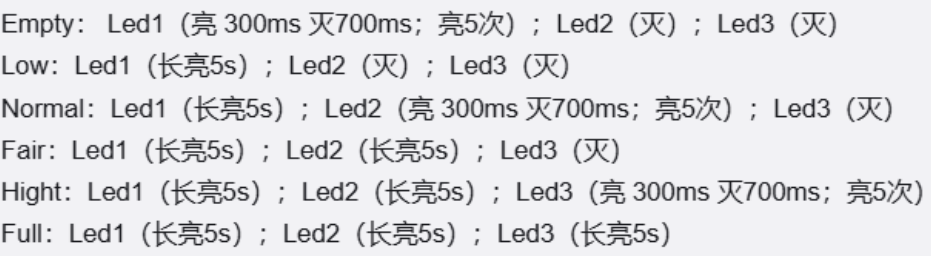 Empty： Led1（亮 300ms 灭700ms；亮5次）；Led2（灭）；Led3（灭）
Low：Led1（长亮5s）；Led2（灭）；Led3（灭）
Normal：Led1（长亮5s）；Led2（亮 300ms 灭700ms；亮5次）；Led3（灭）
Fair：Led1（长亮5s）；Led2（长亮5s）；Led3（灭）
Hight：Led1（长亮5s）；Led2（长亮5s）；Led3（亮 300ms 灭700ms；亮5次）
Full：Led1（长亮5s）；Led2（长亮5s）；Led3（长亮5s）